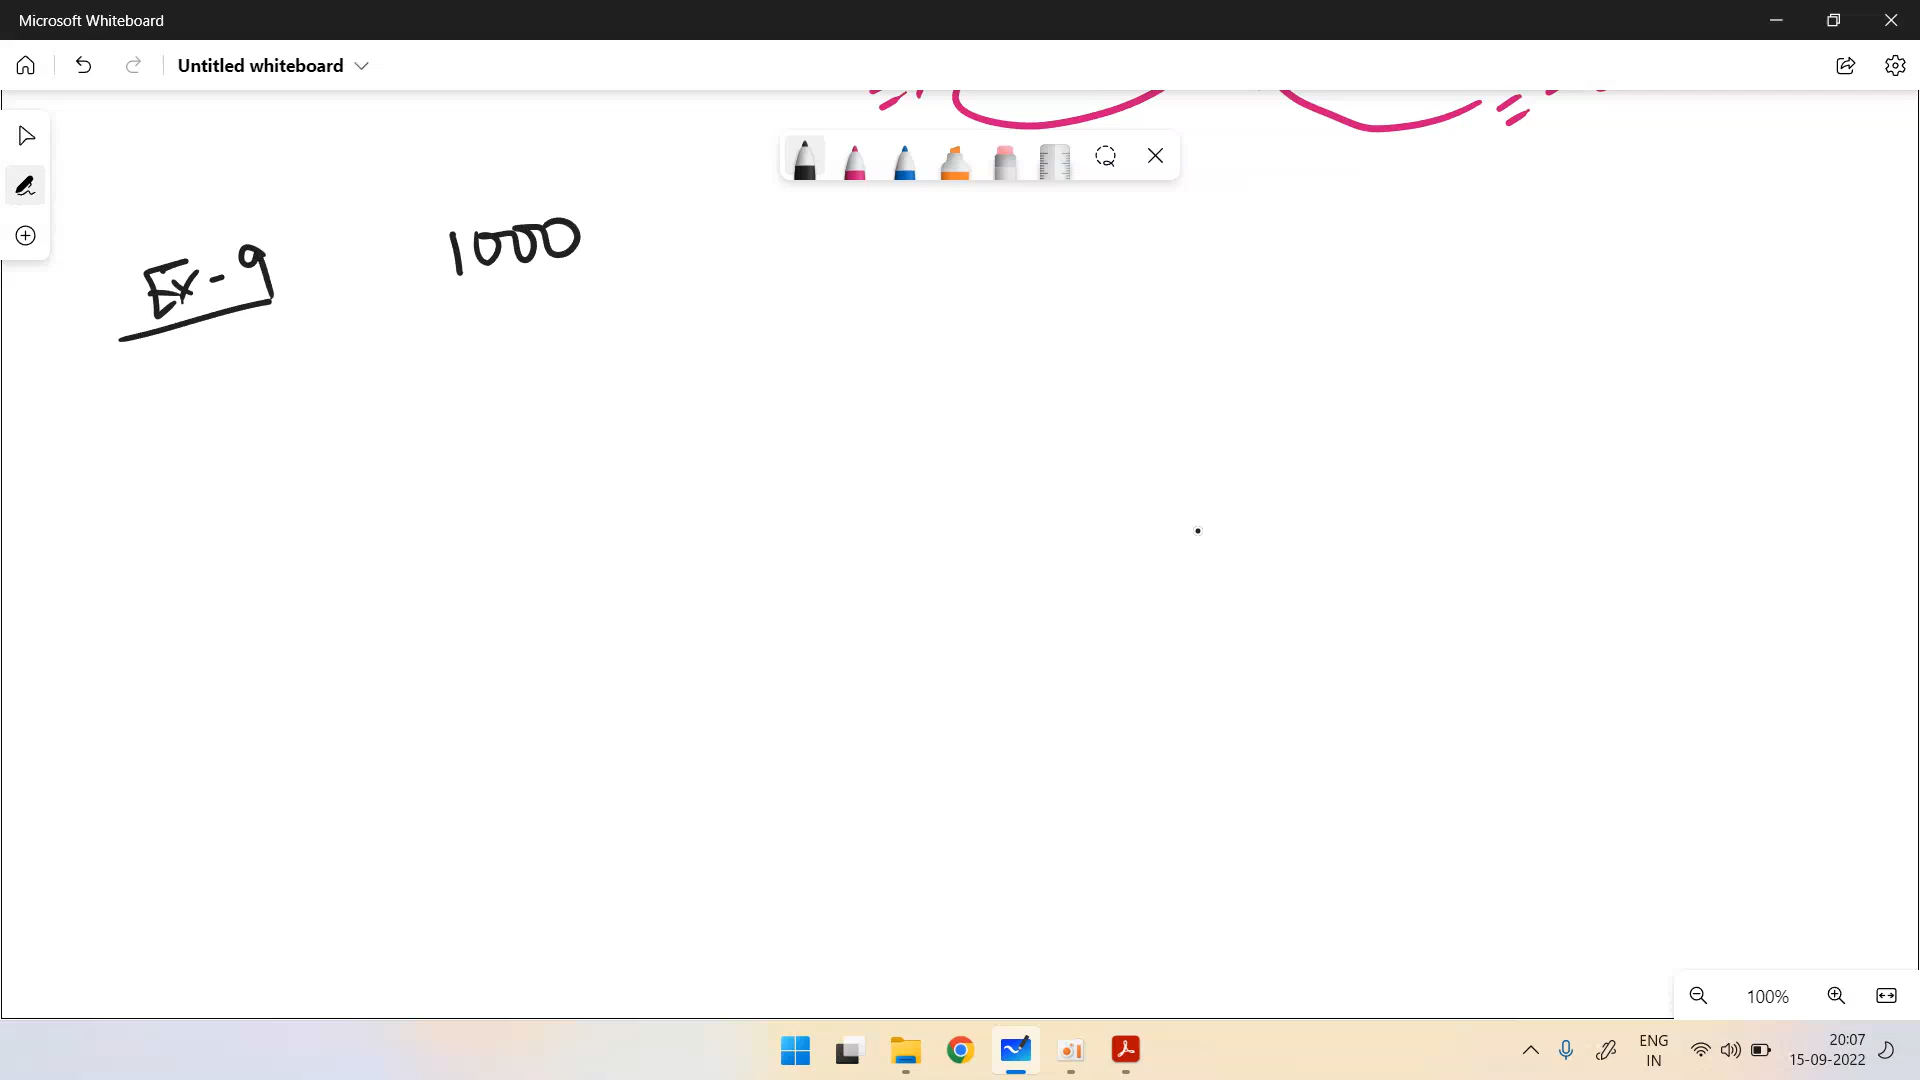 Microsoft Whiteboard
Untitled whiteboard
1000
Ex-9
100%
ENG
IN
20:07
15-09-2022